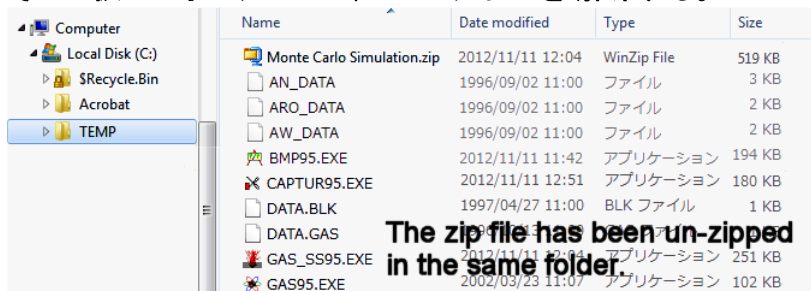 Computer
Local Disk (C:)
$Recycle.Bin
Acrobat
TEMP
Name Date modified Type Size
Monte Carlo Simulation.zip 2012/11/11 12:04 WinZip File 519 KB
AN_DATA 1996/09/02 11:00 ファイル 3 KB
ARO_DATA 1996/09/02 11:00 ファイル 2 KB
AW_DATA 1996/09/02 11:00 ファイル 2 KB
BMP95.EXE 2012/11/11 11:42 アプリケーション 194 KB
CAPTUR95.EXE 2012/11/11 12:51 アプリケーション 180 KB
DATA.BLK 1997/04/27 11:00 BLK ファイル 1 KB
DATA.GAS
The zip file has been un-zipped
GAS_SS95.EXE 2012/11/11 12:04 アプリケーション 251 KB
in the same folder.
GAS95.EXE 2002/03/23 11:07 アプリケーション 102 KB